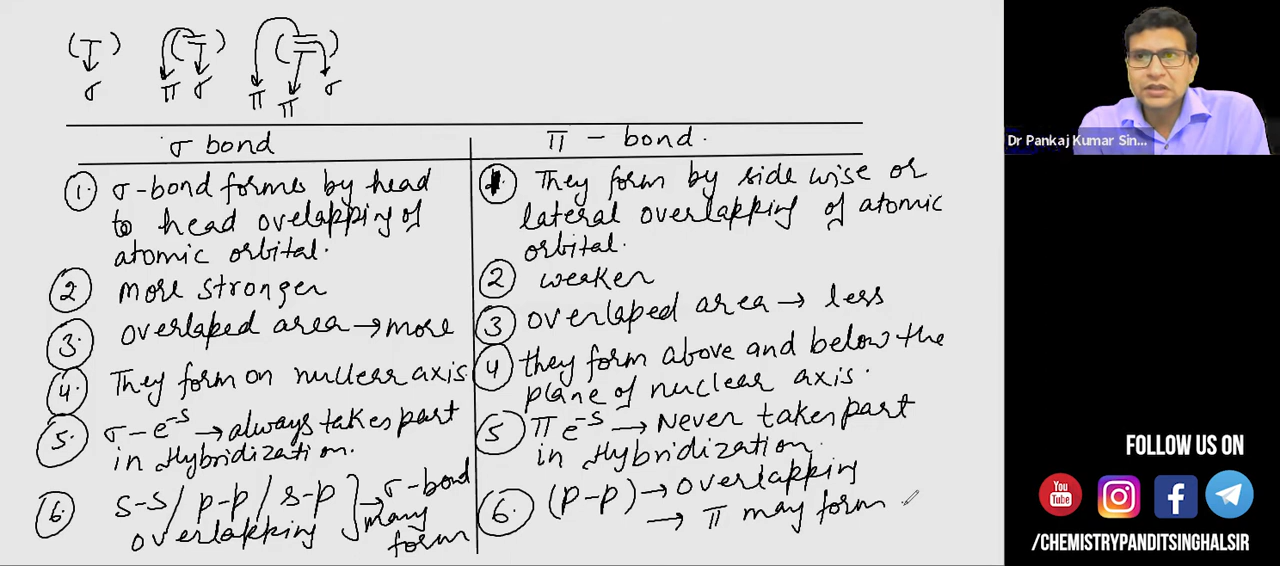 σ π σ π π σ
σ bond
π - bond.
① σ-bond formes by head
to head ovelapping of
atomic orbital.
② more stronger
③ overlaped area → more
④ They form on nuclear axis.
⑤ σ-e⁻s → always takes part
in Hybridization.
⑥ s-s / p-p / s-p } → σ-bond
overlapping many
form
① They form by side wise or
lateral overlapping of atomic
orbital.
② weaker
③ overlaped area → less
④ they form above and below the
plane of nuclear axis.
⑤ π e⁻s → Never takes part
in Hybridization.
⑥ (p-p) → overlapping
→ π may form
Dr Pankaj Kumar Sin...
FOLLOW US ON
You
Tube
/CHEMISTRYPANDITSINGHALSIR